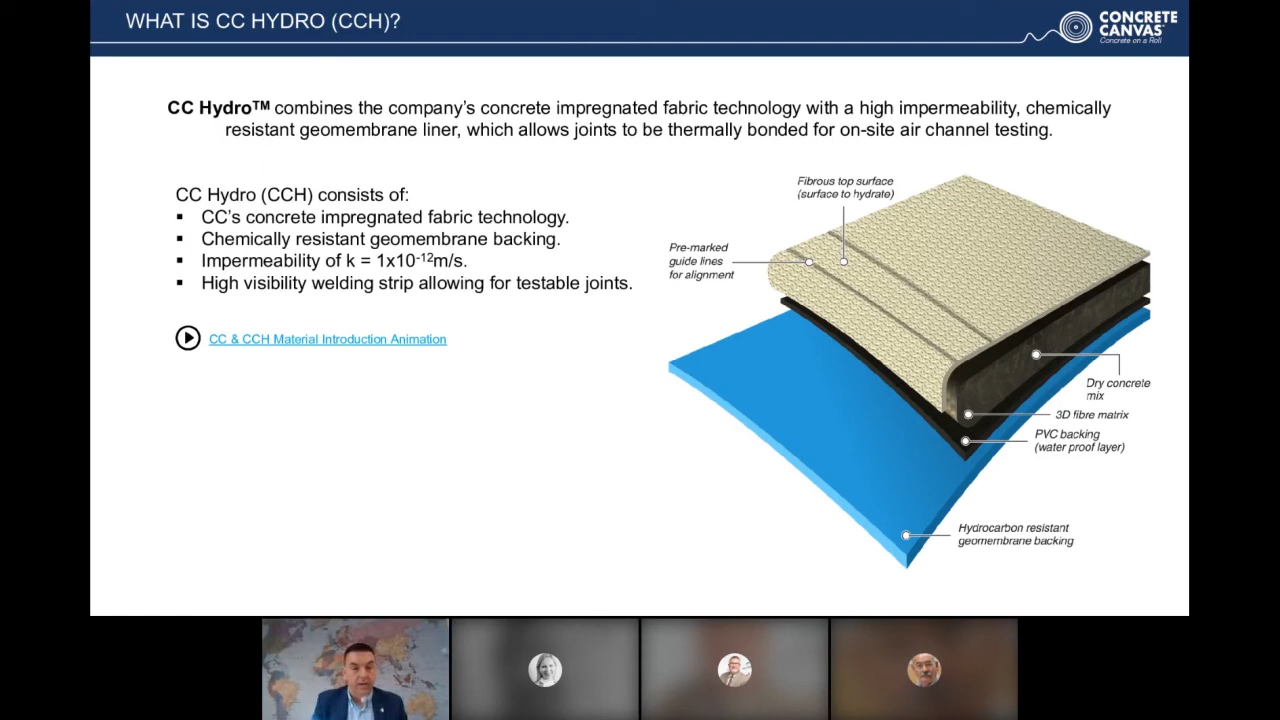 WHAT IS CC HYDRO (CCH)?
CONCRETE
CANVAS®
Concrete on a Roll
CC Hydro™ combines the company's concrete impregnated fabric technology with a high impermeability, chemically
resistant geomembrane liner, which allows joints to be thermally bonded for on-site air channel testing.
CC Hydro (CCH) consists of:
▪ CC's concrete impregnated fabric technology.
▪ Chemically resistant geomembrane backing.
▪ Impermeability of k = 1x10⁻¹²m/s.
▪ High visibility welding strip allowing for testable joints.
CC & CCH Material Introduction Animation
Fibrous top surface
(surface to hydrate)
Pre-marked
guide lines
for alignment
Dry concrete
mix
3D fibre matrix
PVC backing
(water proof layer)
Hydrocarbon resistant
geomembrane backing